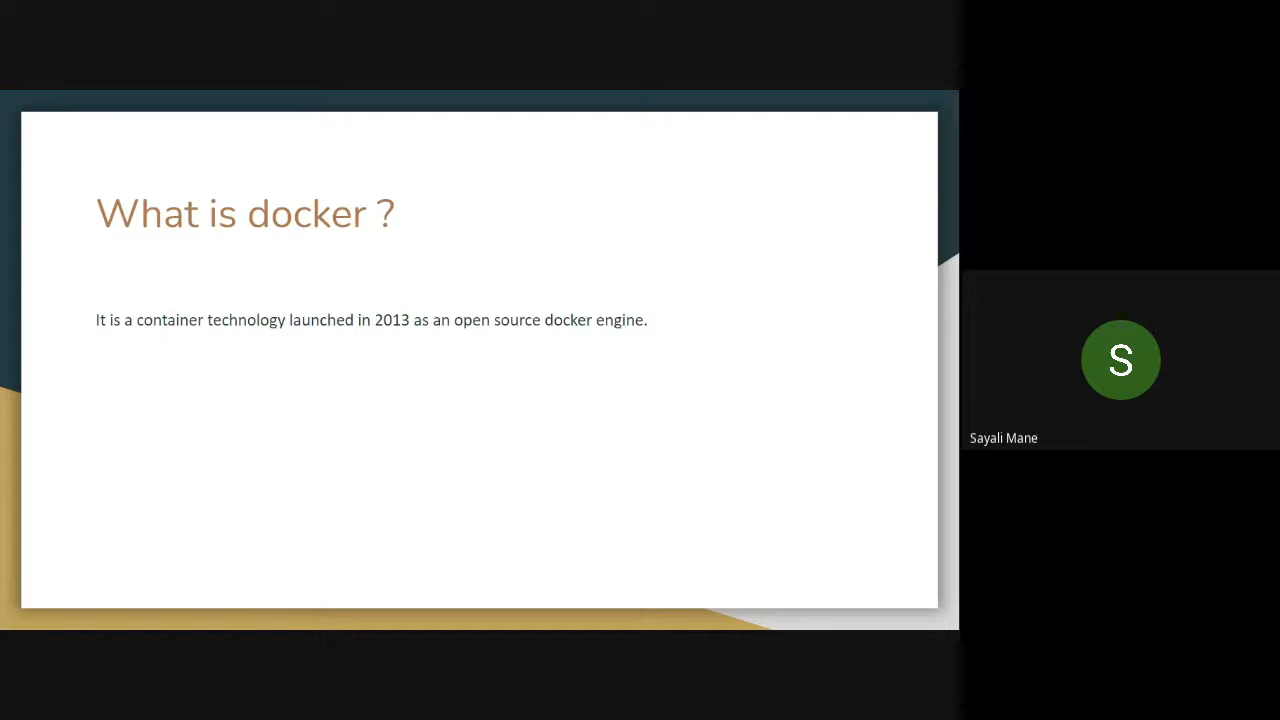 What is docker ?
It is a container technology launched in 2013 as an open source docker engine.
S
Sayali Mane